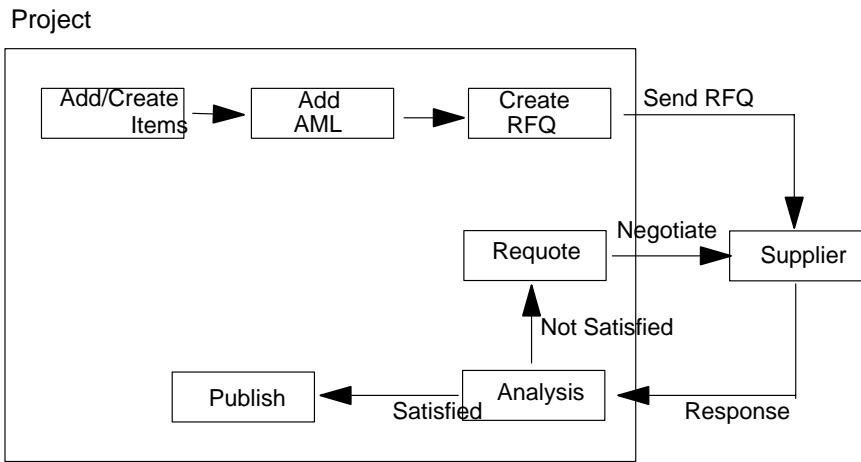 Project
Add/Create
Items
Add
AML
Create
RFQ
Send RFQ
Requote
Negotiate
Supplier
Not Satisfied
Publish
Satisfied
Analysis
Response